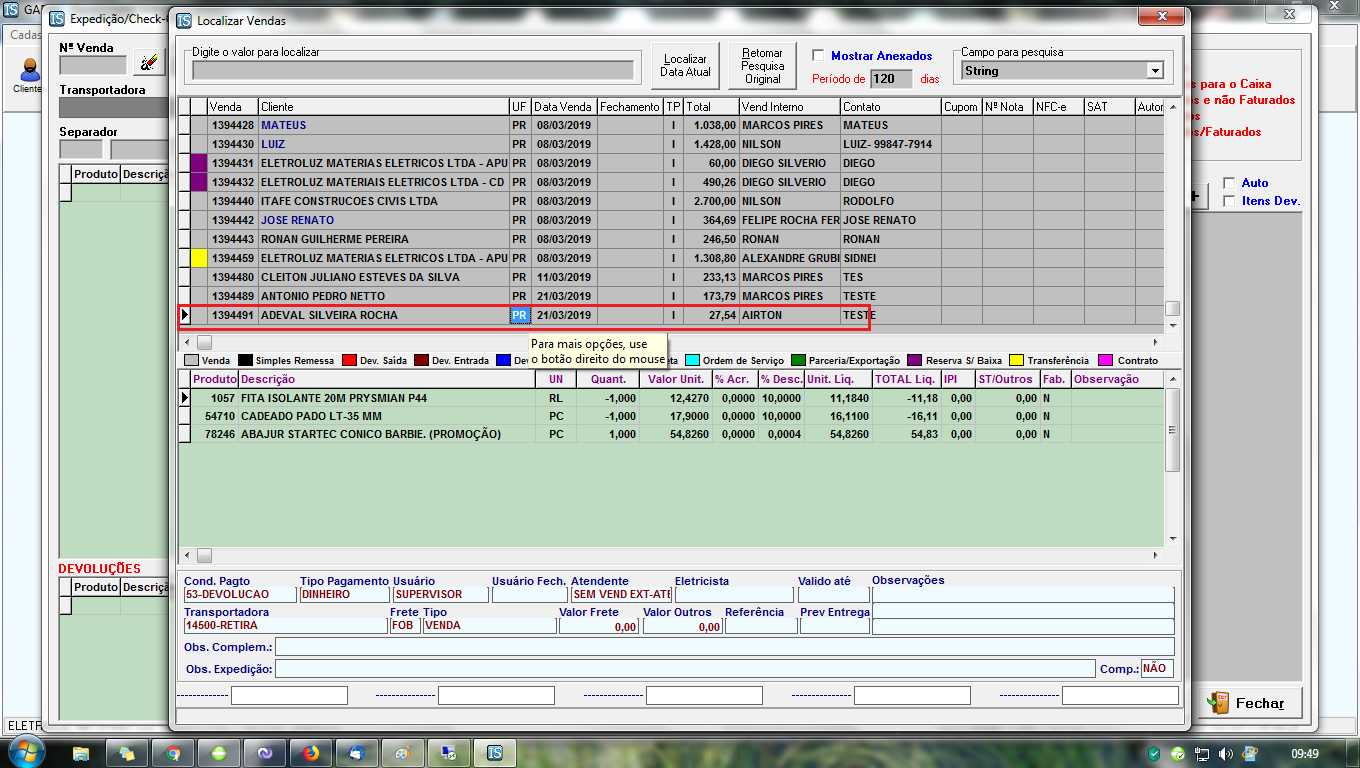 GA
Cadas
Cliente
Expedição/Check-
Nº Venda
Transportadora
Separador
Produto Descriçã
DEVOLUÇÕES
Produto Descriçã
ELETF
Localizar Vendas
Digite o valor para localizar
Localizar
Data Atual
Retomar
Pesquisa
Original
Mostrar Anexados
Período de 120 dias
Campo para pesquisa
String
Venda Cliente UF Data Venda Fechamento TP Total Vend Interno Contato Cupom Nº Nota NFC-e SAT Autor
1394428 MATEUS PR 08/03/2019 I 1.038,00 MARCOS PIRES MATEUS
1394430 LUIZ PR 08/03/2019 I 1.428,00 NILSON LUIZ- 99847-7914
1394431 ELETROLUZ MATERIAS ELETRICOS LTDA - APU PR 08/03/2019 I 60,00 DIEGO SILVERIO DIEGO
1394432 ELETROLUZ MATERIAIS ELETRICOS LTDA - CD PR 08/03/2019 I 490,26 DIEGO SILVERIO DIEGO
1394440 ITAFE CONSTRUCOES CIVIS LTDA PR 08/03/2019 I 2.700,00 NILSON RODOLFO
1394442 JOSE RENATO PR 08/03/2019 I 364,69 FELIPE ROCHA FER JOSE RENATO
1394443 RONAN GUILHERME PEREIRA PR 08/03/2019 I 246,50 RONAN RONAN
1394459 ELETROLUZ MATERIAS ELETRICOS LTDA - APU PR 08/03/2019 I 1.308,80 ALEXANDRE GRUBI SIDNEI
1394480 CLEITON JULIANO ESTEVES DA SILVA PR 11/03/2019 I 233,13 MARCOS PIRES TES
1394489 ANTONIO PEDRO NETTO PR 21/03/2019 I 173,79 MARCOS PIRES TESTE
1394491 ADEVAL SILVEIRA ROCHA PR 21/03/2019 I 27,54 AIRTON TESTE
Para mais opções, use
o botão direito do mouse
Venda Simples Remessa Dev. Saída Dev. Entrada Dev ta Ordem de Serviço Parceria/Exportação Reserva S/ Baixa Transferência Contrato
Produto Descrição UN Quant. Valor Unit. % Acr. % Desc. Unit. Líq. TOTAL Liq. IPI ST/Outros Fab. Observação
1057 FITA ISOLANTE 20M PRYSMIAN P44 RL -1,000 12,4270 0,0000 10,0000 11,1840 -11,18 0,00 0,00 N
54710 CADEADO PADO LT-35 MM PC -1,000 17,9000 0,0000 10,0000 16,1100 -16,11 0,00 0,00 N
78246 ABAJUR STARTEC CONICO BARBIE. (PROMOÇÃO) PC 1,000 54,8260 0,0000 0,0004 54,8260 54,83 0,00 0,00 N
Cond. Pagto Tipo Pagamento Usuário Usuário Fech. Atendente Eletricista Valido até Observações
53-DEVOLUCAO DINHEIRO SUPERVISOR SEM VEND EXT-ATE
Transportadora Frete Tipo Valor Frete Valor Outros Referência Prev Entrega
14500-RETIRA FOB VENDA 0,00 0,00
Obs. Complem.:
Obs. Expedição: Comp.: NÃO
------------- --------------- --------------- --------------- ---------------
s para o Caixa
s e não Faturados
s
s/Faturados
Auto
Itens Dev.
Fechar
09:49